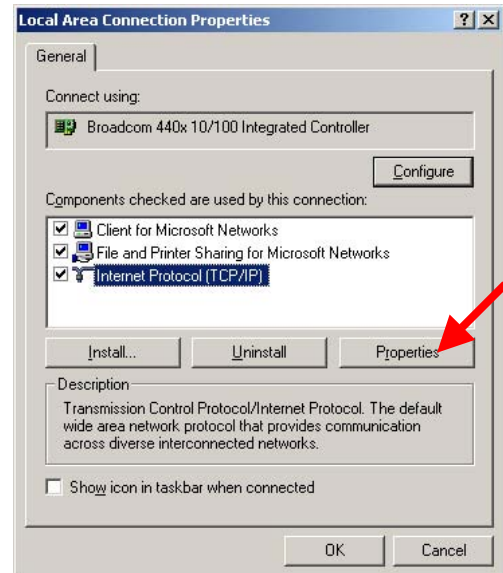 Local Area Connection Properties
? X
General
Connect using:
Broadcom 440x 10/100 Integrated Controller
Configure
Components checked are used by this connection:
Client for Microsoft Networks
File and Printer Sharing for Microsoft Networks
Internet Protocol (TCP/IP)
Install... Uninstall Properties
Description
Transmission Control Protocol/Internet Protocol. The default
wide area network protocol that provides communication
across diverse interconnected networks.
Show icon in taskbar when connected
OK Cancel